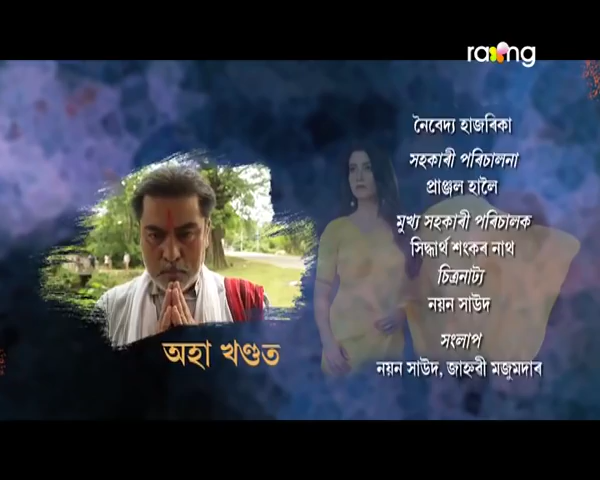 rang
নৈবেদ্য হাজৰিকা
সহকাৰী পৰিচালনা
প্ৰাঞ্জল হালৈ
মুখ্য সহকাৰী পৰিচালক
সিদ্ধাৰ্থ শংকৰ নাথ
চিত্ৰনাট্য
নয়ন সাউদ
সংলাপ
নয়ন সাউদ, জাহ্নৱী মজুমদাৰ
অহা খণ্ডত